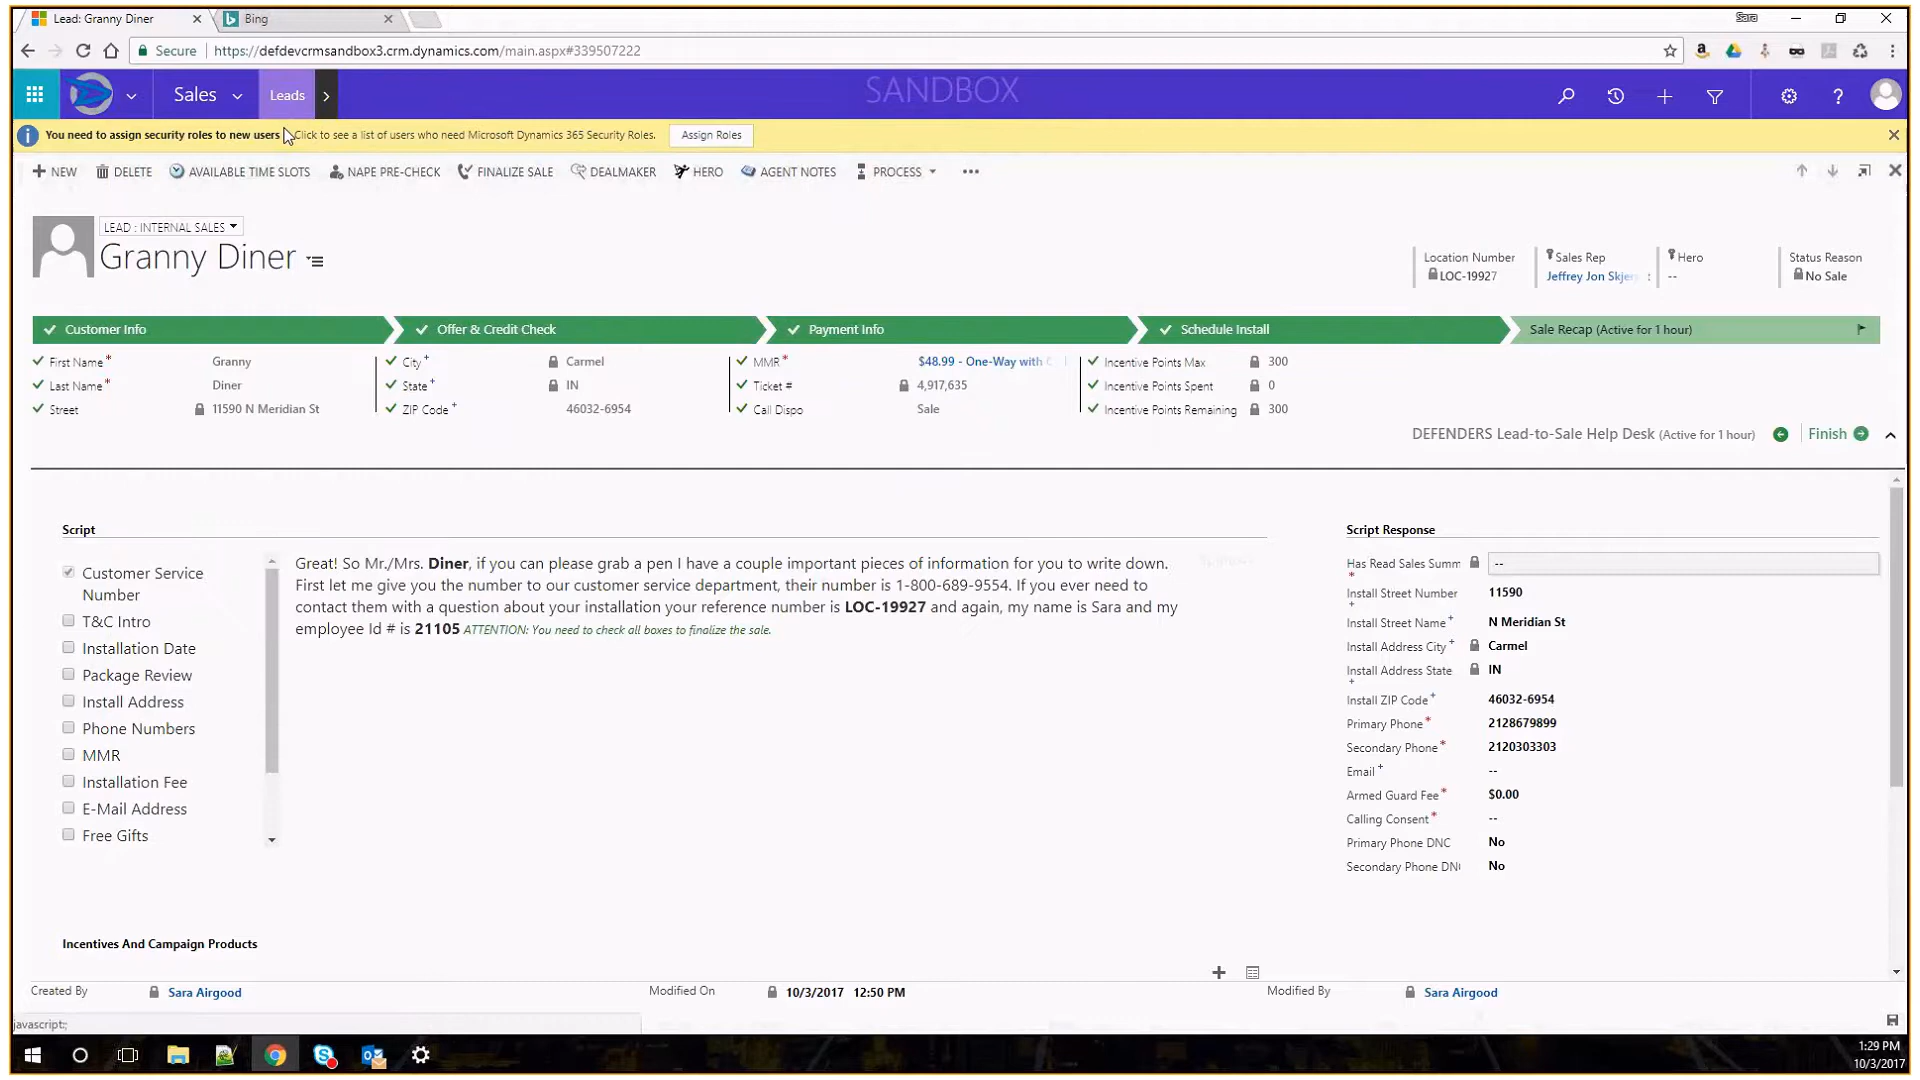 Lead: Granny Diner
Bing
Sara
Secure
https://defdevcrmsandbox3.crm.dynamics.com/main.aspx#339507222
Sales
Leads
SANDBOX
You need to assign security roles to new users
Click to see a list of users who need Microsoft Dynamics 365 Security Roles.
Assign Roles
NEW
DELETE
AVAILABLE TIME SLOTS
NAPE PRE-CHECK
FINALIZE SALE
DEALMAKER
HERO
AGENT NOTES
PROCESS
LEAD : INTERNAL SALES
Granny Diner
Location Number
LOC-19927
Sales Rep
Jeffrey Jon
Hero
--
Status Reason
No Sale
Customer Info
Offer & Credit Check
Payment Info
Schedule Install
Sale Recap (Active for 1 hour)
First Name*
Granny
Last Name*
Diner
Street
11590 N Meridian St
City+
Carmel
State+
IN
ZIP Code+
46032-6954
MMR*
$48.99 - One-Way with
Ticket #
4,917,635
Call Dispo
Sale
Incentive Points Max
300
Incentive Points Spent
0
Incentive Points Remaining
300
DEFENDERS Lead-to-Sale Help Desk (Active for 1 hour)
Finish
Script
Customer Service
Number
T&C Intro
Installation Date
Package Review
Install Address
Phone Numbers
MMR
Installation Fee
E-Mail Address
Free Gifts
Great! So Mr./Mrs. Diner, if you can please grab a pen I have a couple important pieces of information for you to write down.
First let me give you the number to our customer service department, their number is 1-800-689-9554. If you ever need to
contact them with a question about your installation your reference number is LOC-19927 and again, my name is Sara and my
employee Id # is 21105 ATTENTION: You need to check all boxes to finalize the sale.
Script Response
Has Read Sales Summ
*
--
Install Street Number
+
11590
Install Street Name+
N Meridian St
Install Address City+
Carmel
Install Address State
+
IN
Install ZIP Code+
46032-6954
Primary Phone*
2128679899
Secondary Phone*
2120303303
Email+
--
Armed Guard Fee*
$0.00
Calling Consent*
--
Primary Phone DNC
No
Secondary Phone DN
No
Incentives And Campaign Products
Created By
Sara Airgood
Modified On
10/3/2017 12:50 PM
Modified By
Sara Airgood
javascript:;
1:29 PM
10/3/2017